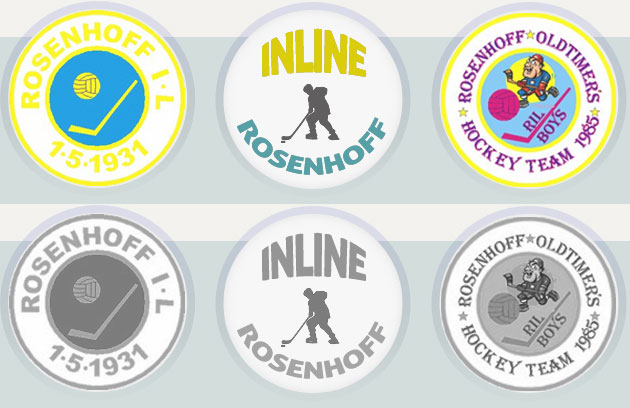 ROSENHOFF I·L
1·5·1931
INLINE
ROSENHOFF
ROSENHOFF☆OLDTIMER'S
RIL
BOYS
☆HOCKEY TEAM 1985☆
ROSENHOFF I·L
1·5·1931
INLINE
ROSENHOFF
ROSENHOFF☆OLDTIMER'S
RIL
BOYS
☆HOCKEY TEAM 1985☆